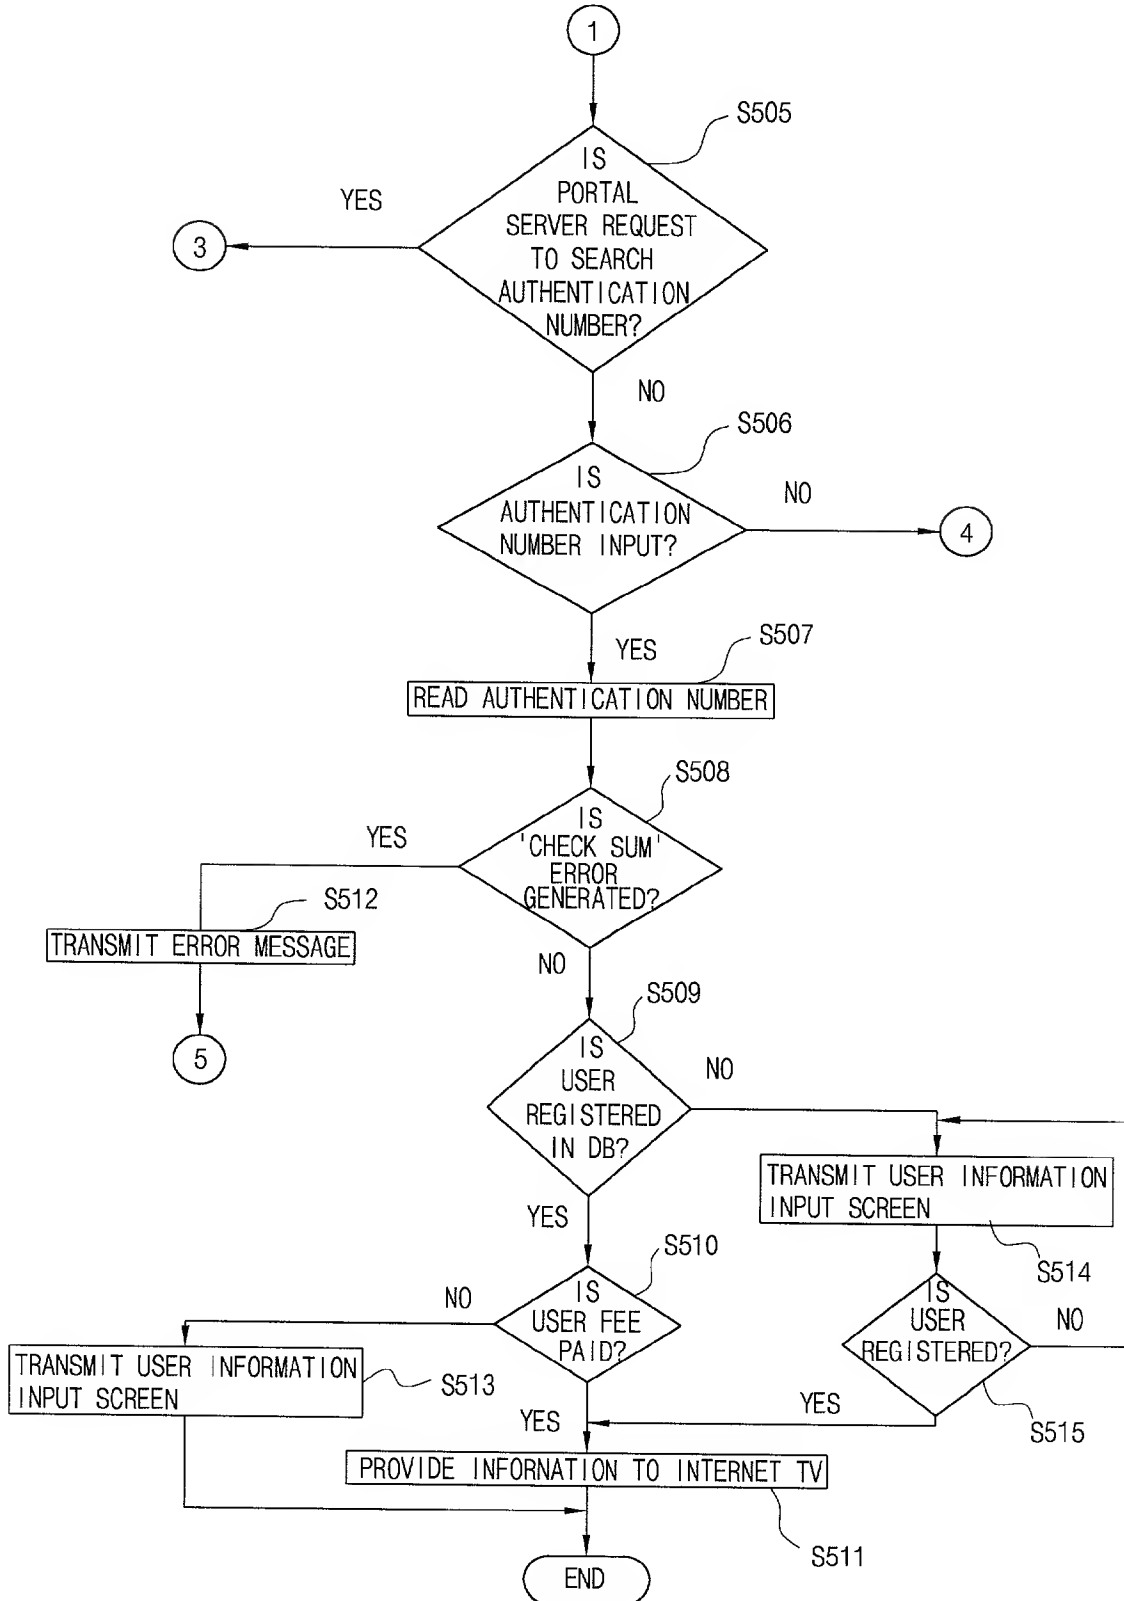 1
S505
IS
PORTAL
SERVER REQUEST
TO SEARCH
AUTHENTICATION
NUMBER?
YES
3
NO
S506
IS
AUTHENTICATION
NUMBER INPUT?
NO
4
YES
S507
READ AUTHENTICATION NUMBER
S508
IS
'CHECK SUM'
ERROR
GENERATED?
YES
S512
TRANSMIT ERROR MESSAGE
5
NO
S509
IS
USER
REGISTERED
IN DB?
NO
TRANSMIT USER INFORMATION
INPUT SCREEN
S514
YES
S510
IS
USER FEE
PAID?
NO
TRANSMIT USER INFORMATION
INPUT SCREEN
S513
IS
USER
REGISTERED?
NO
S515
YES
YES
PROVIDE INFORNATION TO INTERNET TV
S511
END